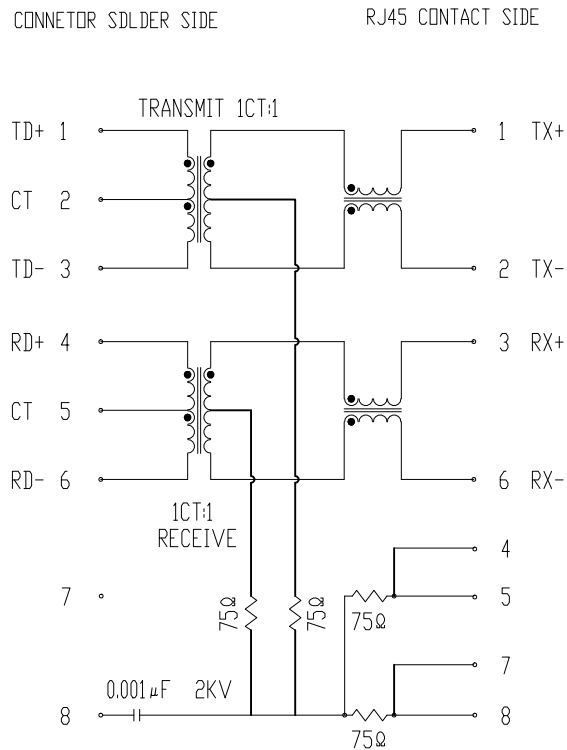 CONNETOR SDLDER SIDE
RJ45 CONTACT SIDE
TRANSMIT 1CT:1
TD+ 1
1 TX+
CT 2
TD- 3
2 TX-
RD+ 4
3 RX+
CT 5
RD- 6
6 RX-
1CT:1
RECEIVE
4
7
75Ω
75Ω
75Ω
5
7
0.001μF 2KV
8
75Ω
8